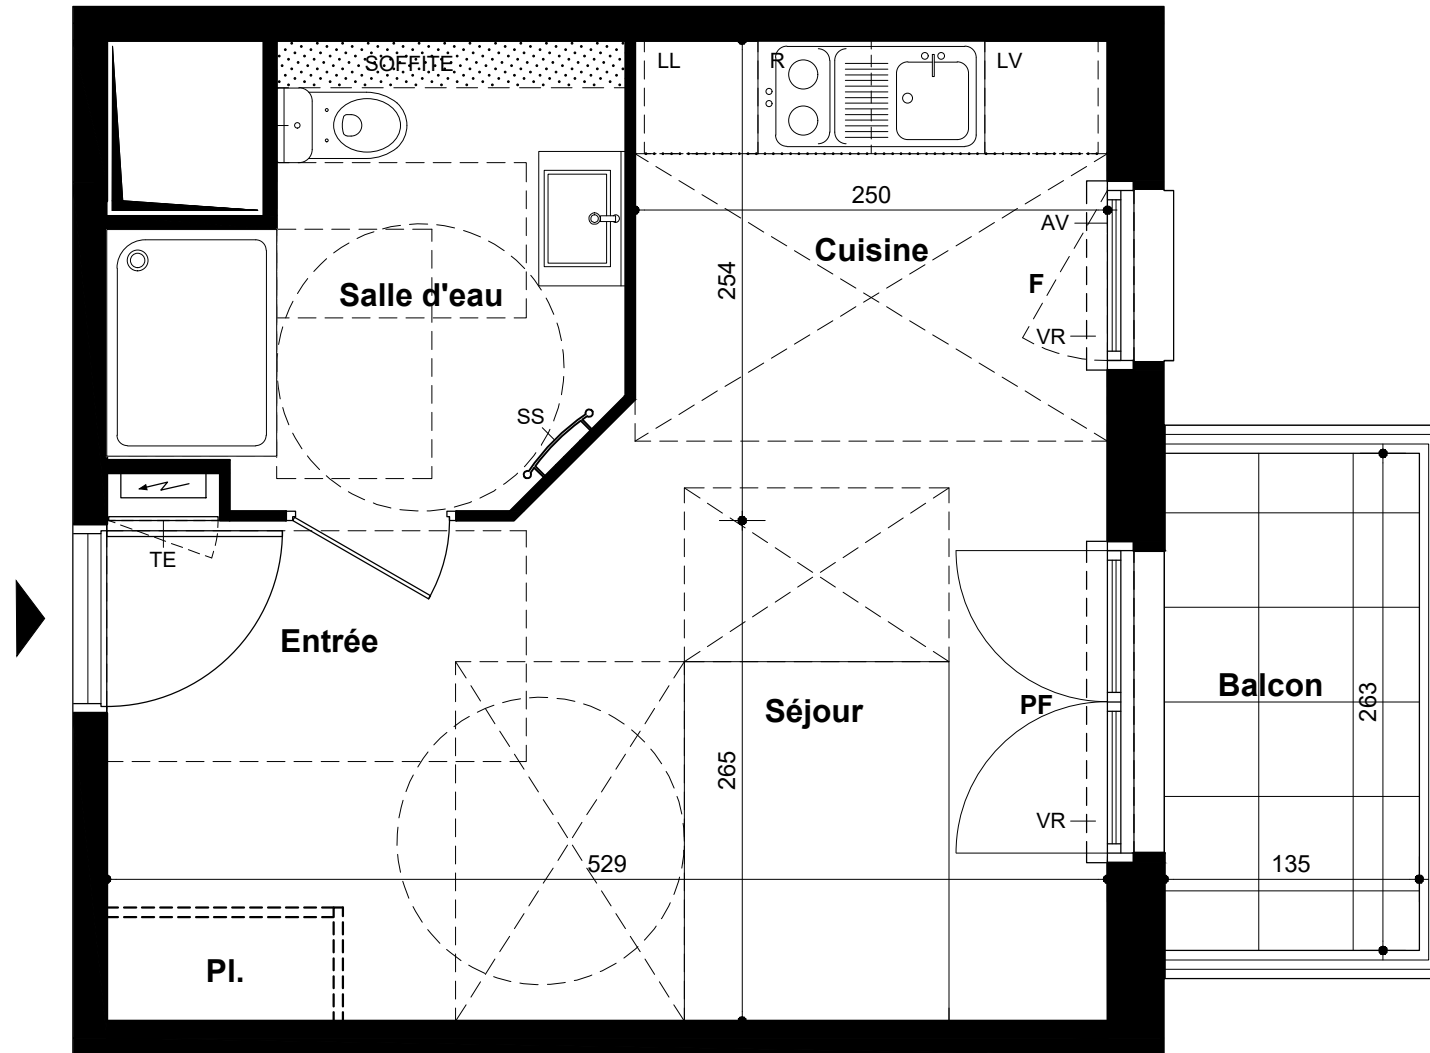 SOFFITE
LL
R
LV
250
AV
Cuisine
254
F
Salle d'eau
VR
SS
TE
Entrée
Séjour
PF
Balcon
263
265
VR
529
135
Pl.